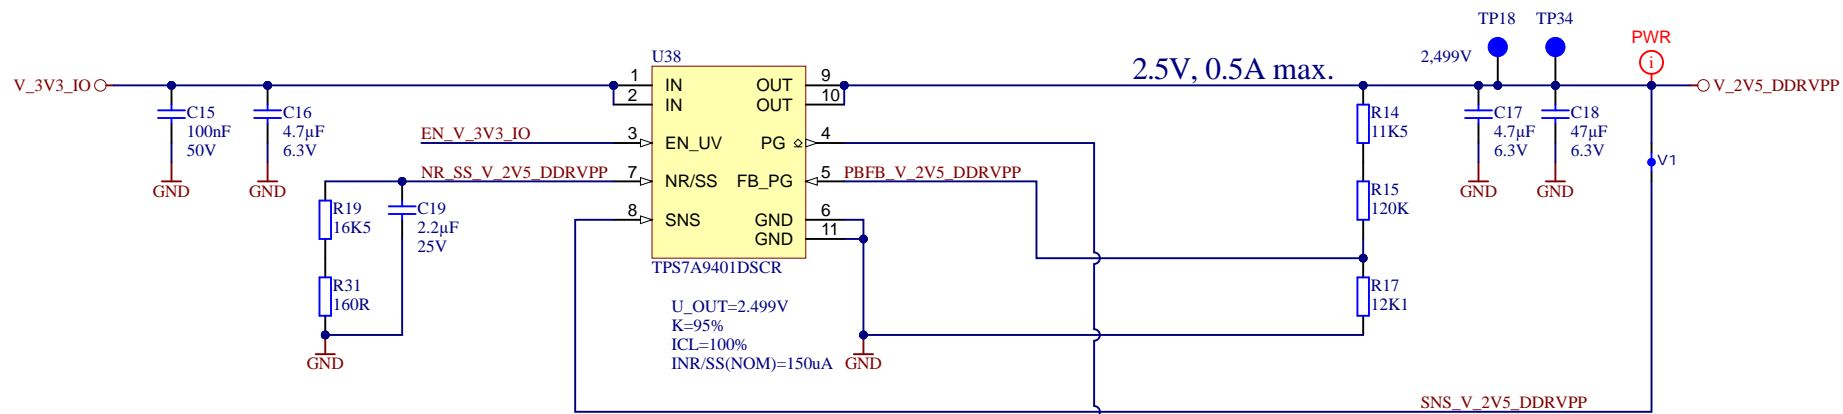 TP18
TP34
PWR
i
U38
2,499V
2.5V, 0.5A max.
V_3V3_IO
V_2V5_DDRVPP
1
IN
OUT
9
2
IN
OUT
10
C15
100nF
50V
C16
4.7µF
6.3V
R14
11K5
C17
4.7µF
6.3V
C18
47µF
6.3V
EN_V_3V3_IO
3
EN_UV
PG
4
V1
GND
GND
GND
GND
NR_SS_V_2V5_DDRVPP
7
NR/SS
FB_PG
5
PBFB_V_2V5_DDRVPP
R15
120K
R19
16K5
C19
2.2µF
25V
8
SNS
GND
6
GND
11
TPS7A9401DSCR
R31
160R
R17
12K1
U_OUT=2.499V
K=95%
ICL=100%
INR/SS(NOM)=150uA
GND
GND
SNS_V_2V5_DDRVPP